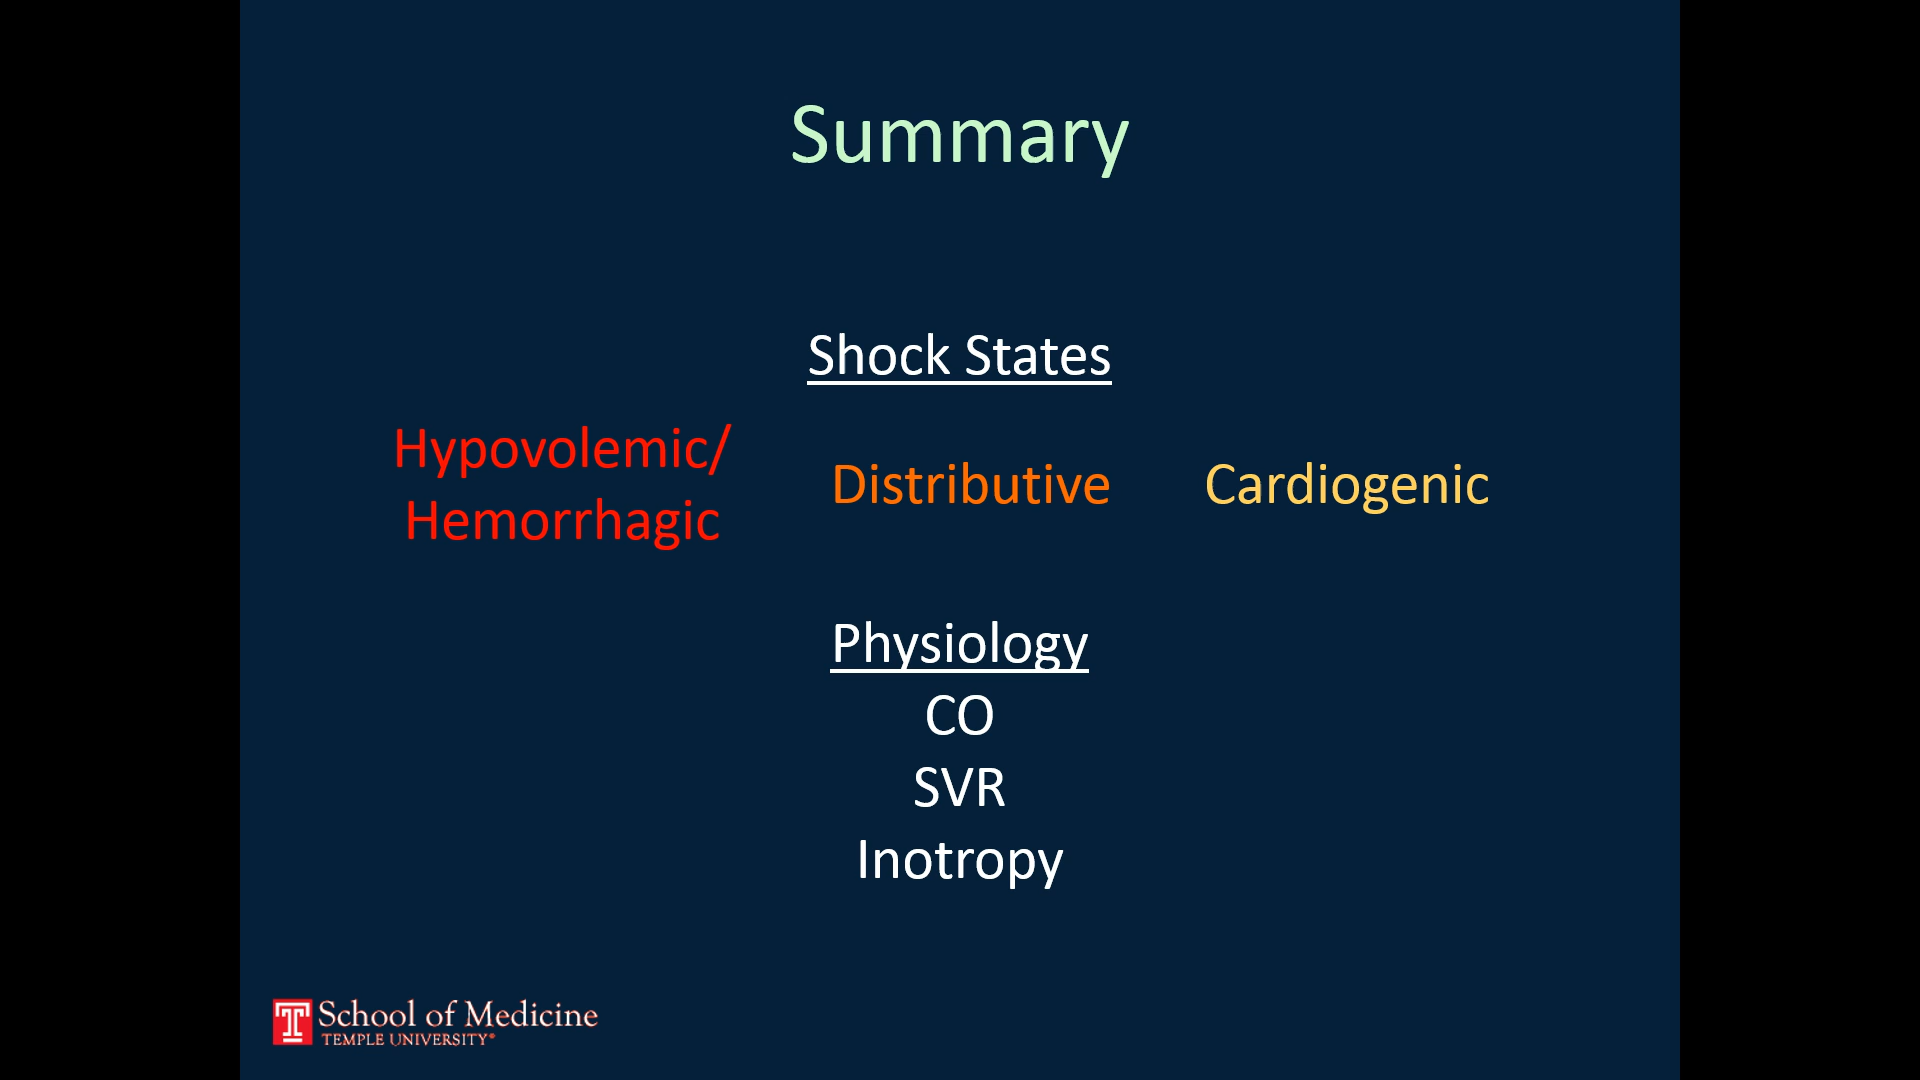 Summary
Shock States
Hypovolemic/
Hemorrhagic
Distributive
Cardiogenic
Physiology
CO
SVR
Inotropy
T School of Medicine
TEMPLE UNIVERSITY®